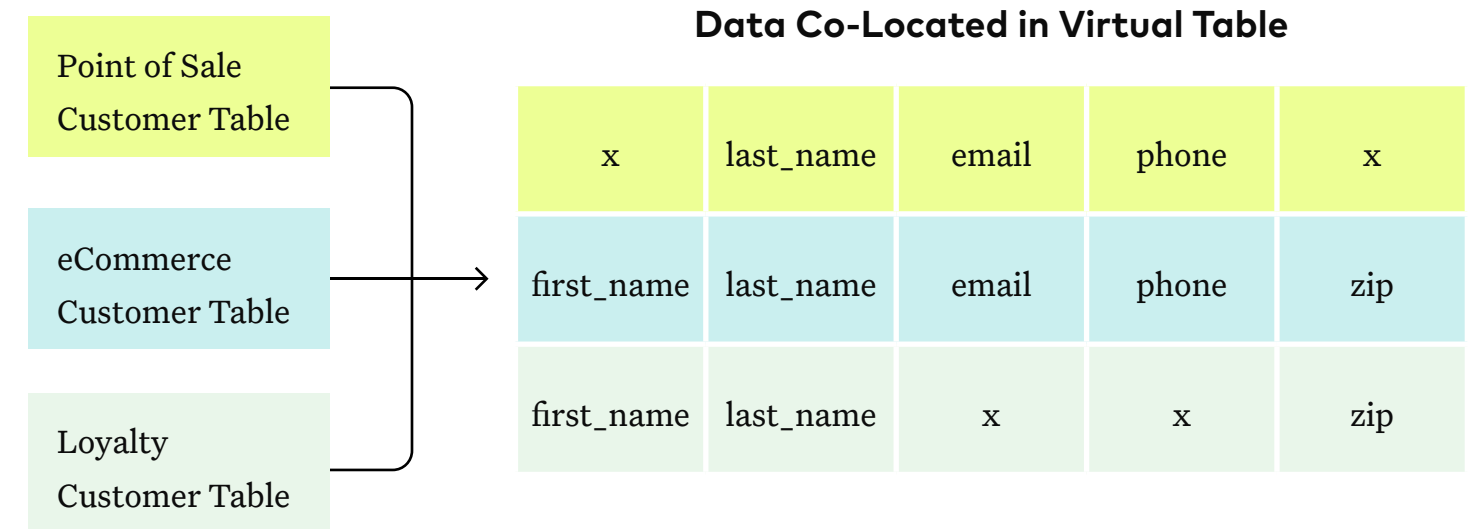 Data Co-Located in Virtual Table
Point of Sale
Customer Table
eCommerce
Customer Table
Loyalty
Customer Table
x last_name email phone x
first_name last_name email phone zip
first_name last_name x x zip